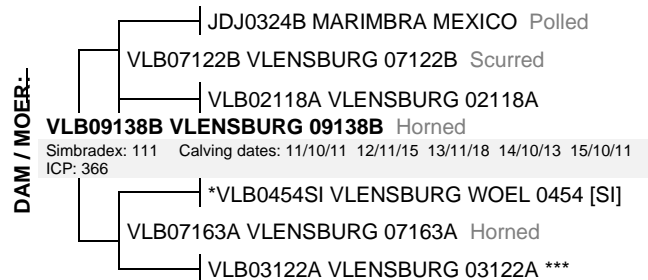 JDJ0324B MARIMBRA MEXICO Polled
VLB07122B VLENSBURG 07122B Scurred
VLB02118A VLENSBURG 02118A
DAM / MOER:
VLB09138B VLENSBURG 09138B Horned
Simbradex: 111 Calving dates: 11/10/11 12/11/15 13/11/18 14/10/13 15/10/11
ICP: 366
*VLB0454SI VLENSBURG WOEL 0454 [SI]
VLB07163A VLENSBURG 07163A Horned
VLB03122A VLENSBURG 03122A ***